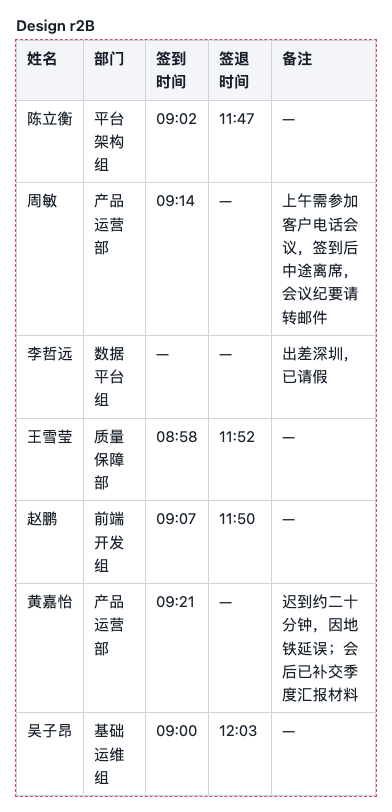 Design r2B
姓名 部门 签到 签退 备注
时间 时间
陈立衡 平台 09:02 11:47 —
架构
组
周敏 产品 09:14 — 上午需参加
运营 客户电话会
部 议，签到后
中途离席，
会议纪要请
转邮件
李哲远 数据 — — 出差深圳，
平台 已请假
组
王雪莹 质量 08:58 11:52 —
保障
部
赵鹏 前端 09:07 11:50 —
开发
组
黄嘉怡 产品 09:21 — 迟到约二十
运营 分钟，因地
部 铁延误；会
后已补交季
度汇报材料
吴子昂 基础 09:00 12:03 —
运维
组